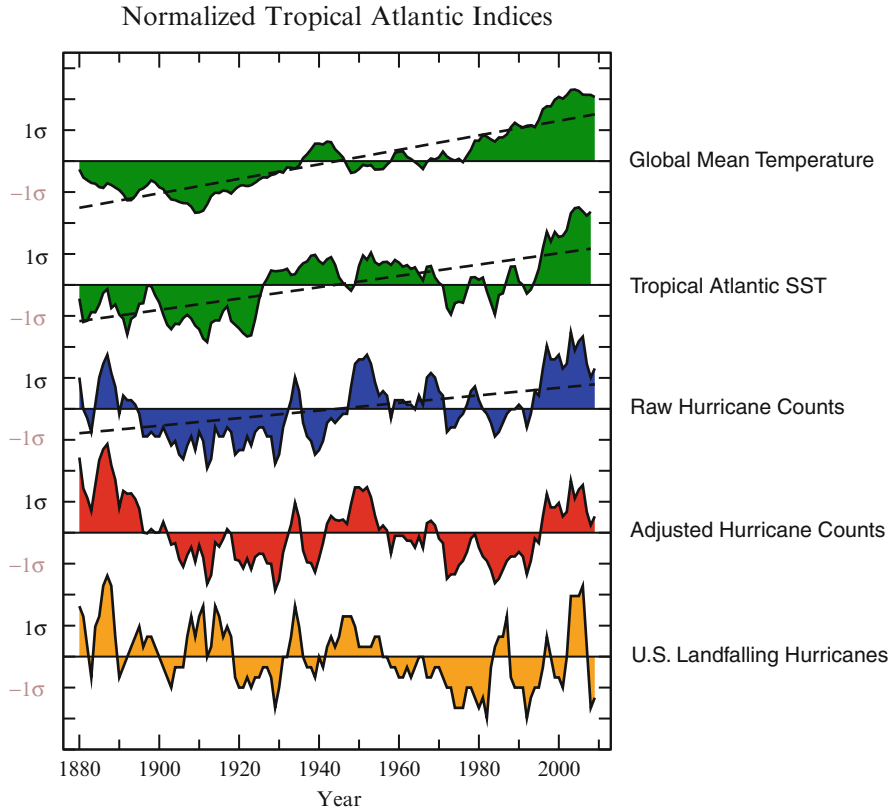 Normalized Tropical Atlantic Indices
1σ
Global Mean Temperature
−1σ
1σ
Tropical Atlantic SST
−1σ
1σ
Raw Hurricane Counts
−1σ
1σ
Adjusted Hurricane Counts
−1σ
1σ
U.S. Landfalling Hurricanes
−1σ
1880 1900 1920 1940 1960 1980 2000
Year